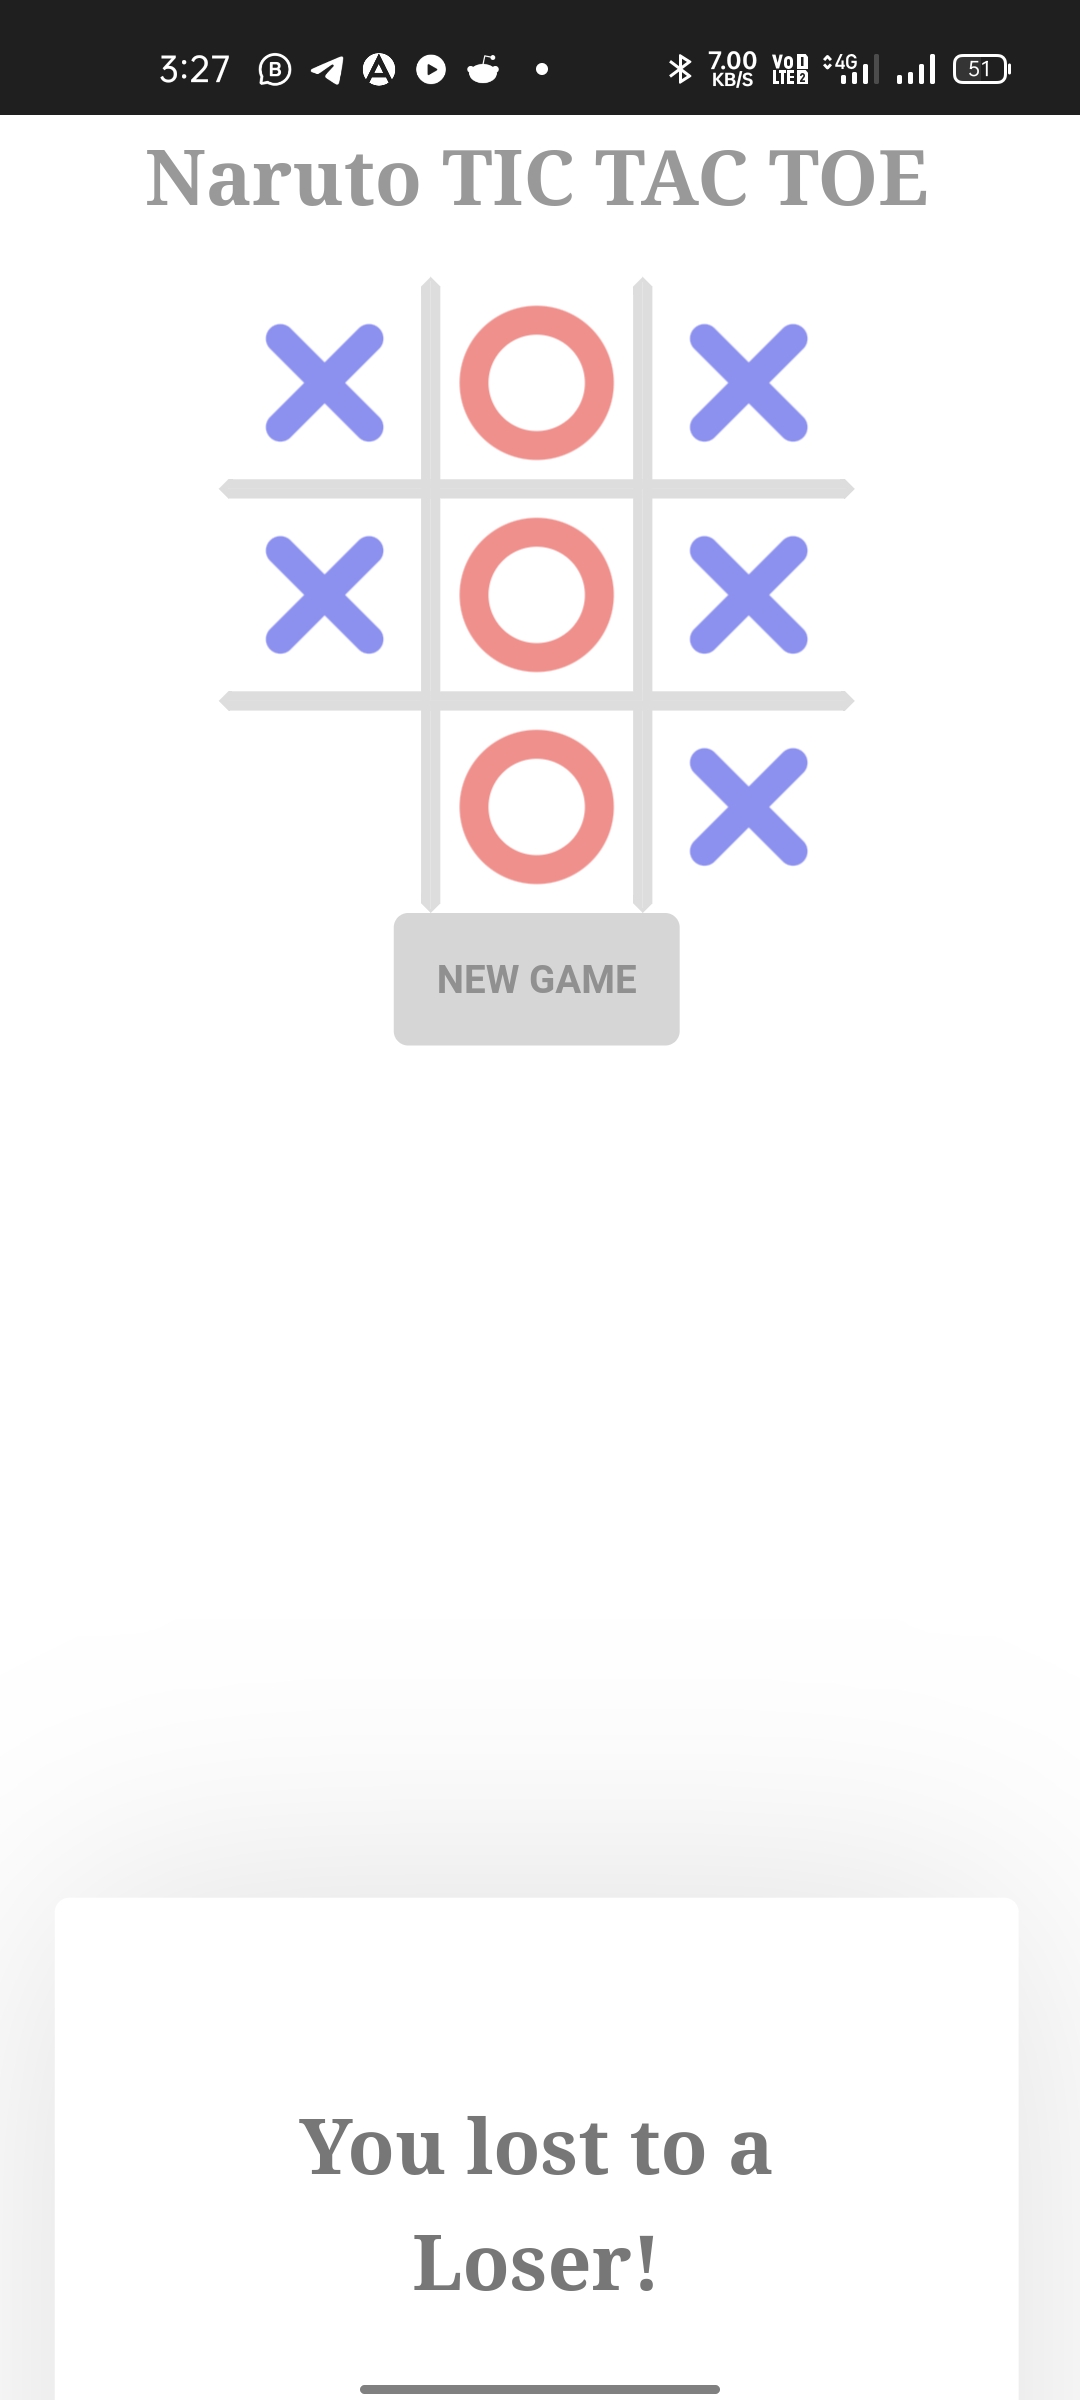 3:27 B 7.00 KB/S Vo 1 LTE 2 4G 51
Naruto TIC TAC TOE
X O X
X O X
O X
NEW GAME
You lost to a
Loser!